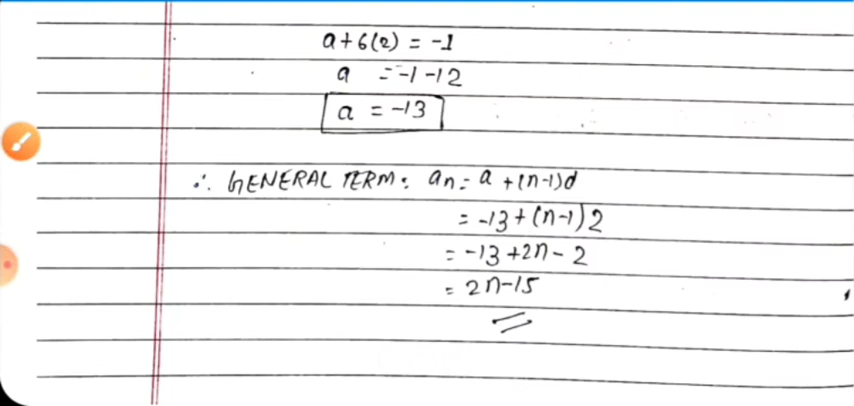 a+6(2) = -1
a = -1-12
a = -13
∴ GENERAL TERM: an = a +(n-1)d
= -13+(n-1)2
= -13+2n-2
= 2n-15